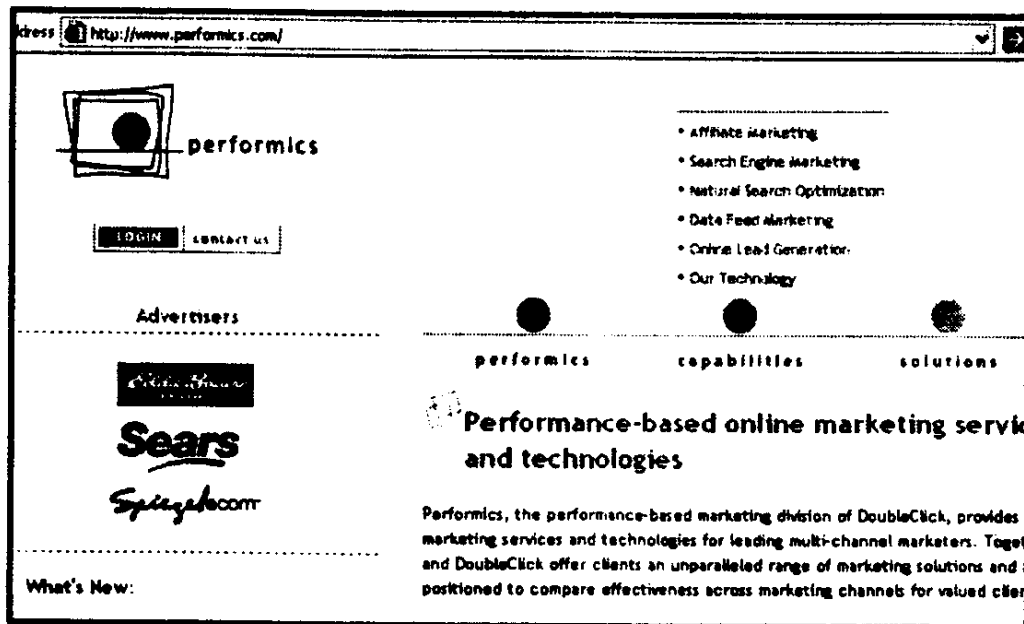 dress http://www.performics.com/
performics
• Affiliate Marketing
• Search Engine Marketing
• Natural Search Optimization
• Data Feed Marketing
• Online Lead Generation
• Our Technology
LOGIN contact us
Advertisers
performics capabilities solutions
Eddie Bauer
Sears
Spiegel.com
Performance-based online marketing servic
and technologies
Performics, the performance-based marketing division of DoubleClick, provides
marketing services and technologies for leading multi-channel marketers. Toget
and DoubleClick offer clients an unparalleled range of marketing solutions and
positioned to compare effectiveness across marketing channels for valued clien
What's New: